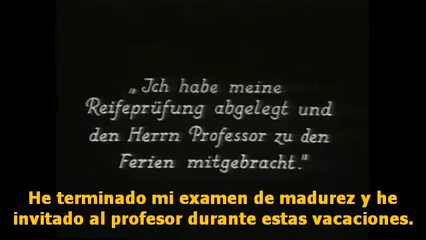 „Ich habe meine
Reifeprüfung abgelegt und
den Herrn Professor zu den
Ferien mitgebracht."
He terminado mi examen de madurez y he
invitado al profesor durante estas vacaciones.